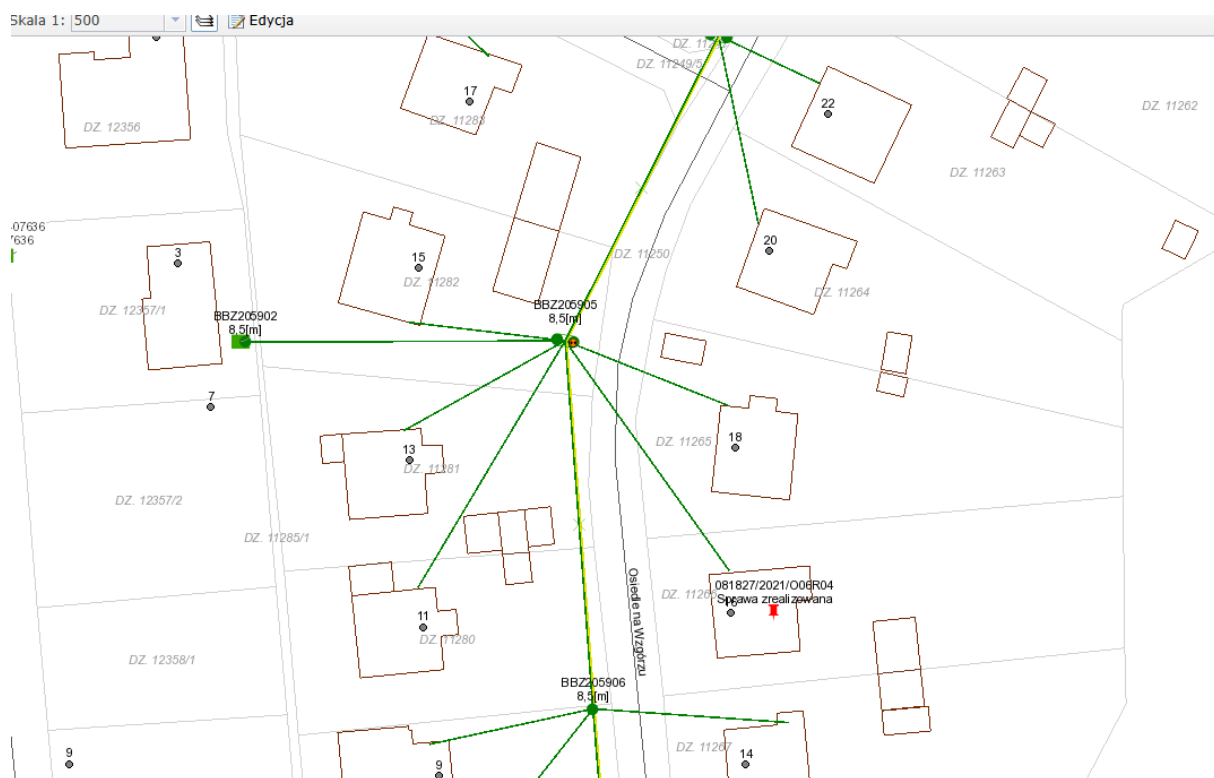 Skala 1: 500 Edycja
DZ. 11249/5
17
22
DZ. 11262
DZ. 12356
DZ. 11283
DZ. 11263
07636
7636
3
15
20
DZ. 11250
DZ. 11282
DZ. 11264
DZ. 12357/1
BBZ205902
8,5[m]
BBZ205905
8,5[m]
7
13
18
DZ. 11265
DZ. 11281
DZ. 12357/2
DZ. 11285/1
Osiedle na Wzgórzu
081827/2021/O06R04
Sprawa zrealizowana
16
11
DZ. 11280
DZ. 12358/1
BBZ205906
8,5[m]
DZ. 11267
14
9
9